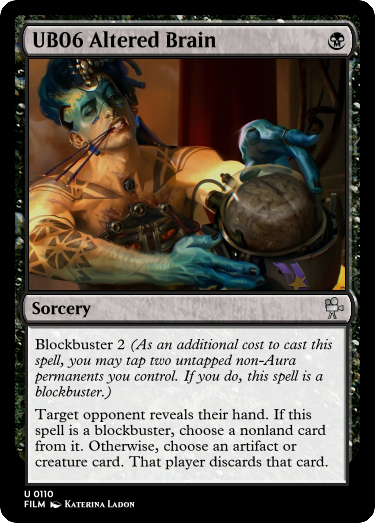 UB06 Altered Brain
Sorcery
Blockbuster 2 (As an additional cost to cast this
spell, you may tap two untapped non-Aura
permanents you control. If you do, this spell is a
blockbuster.)
Target opponent reveals their hand. If this
spell is a blockbuster, choose a nonland card
from it. Otherwise, choose an artifact or
creature card. That player discards that card.
U 0110
FILM Katerina Ladon